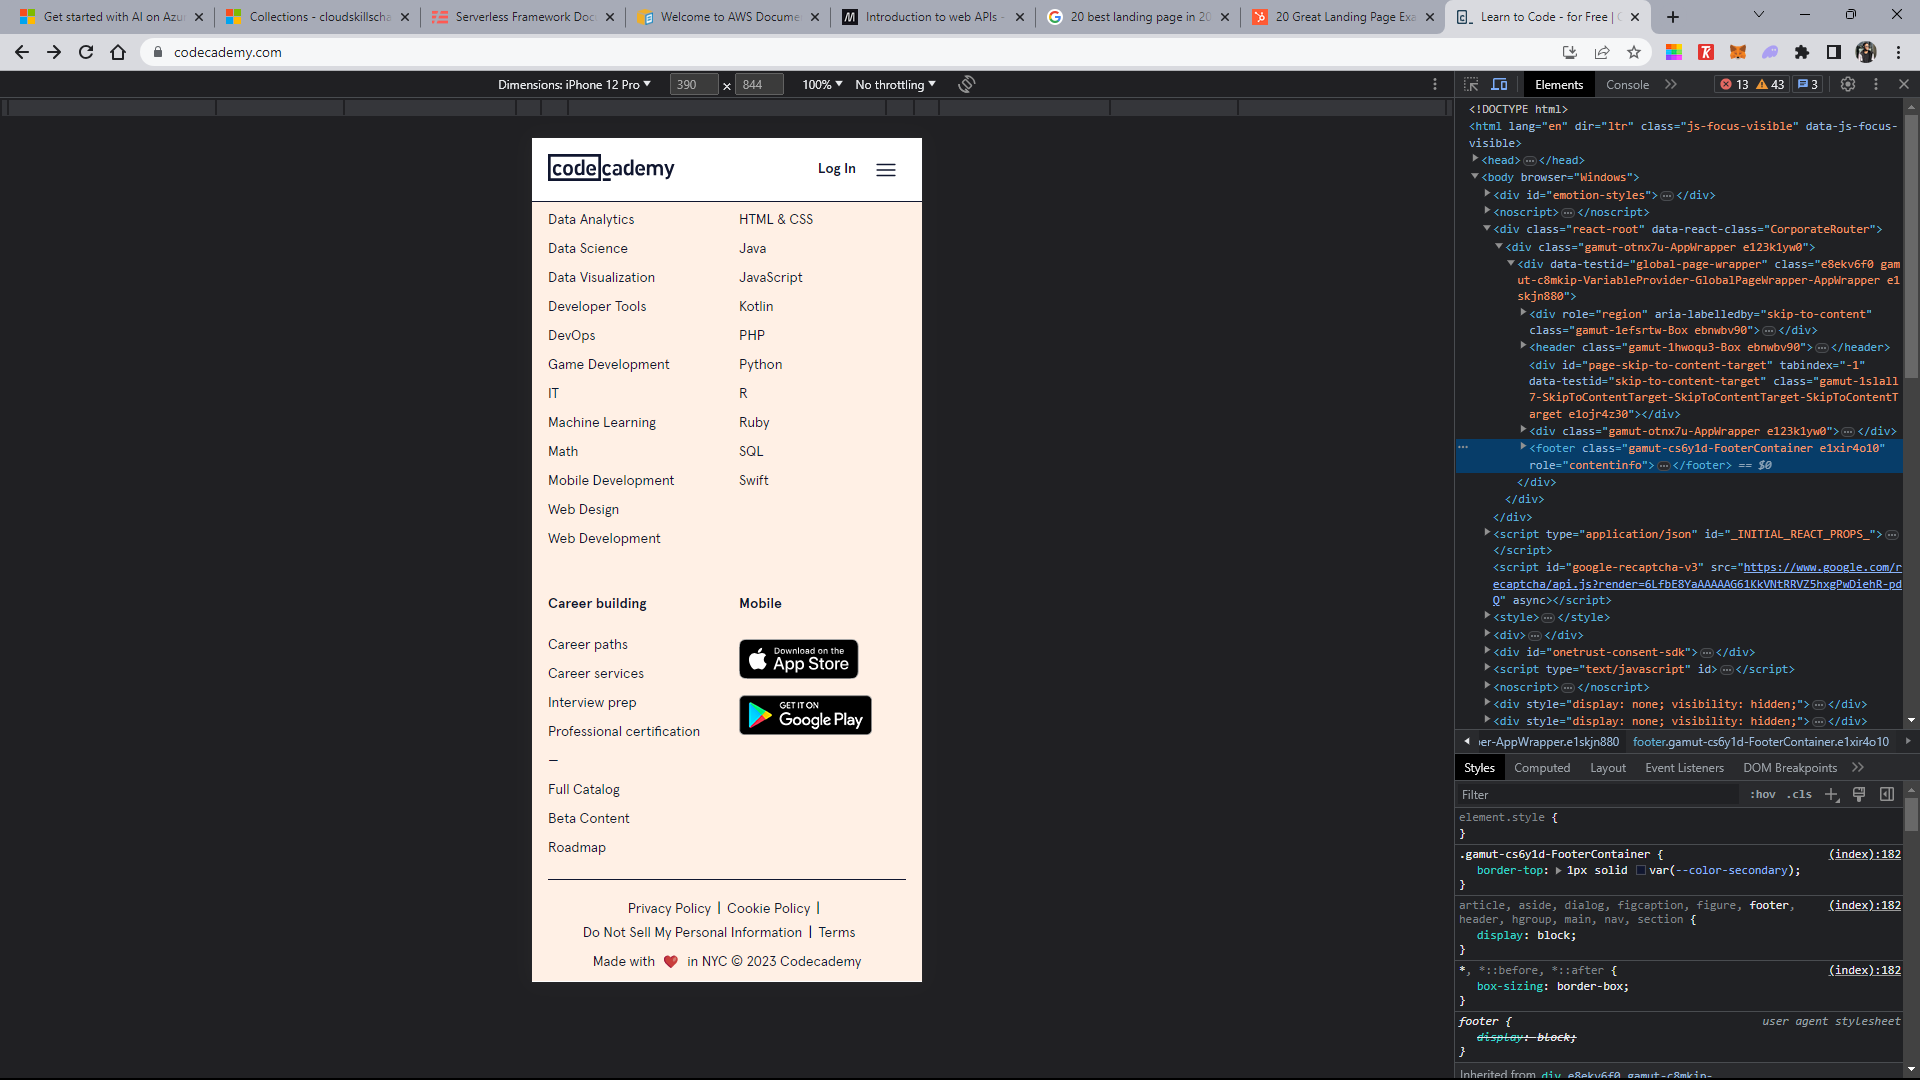 Get started with AI on Azur
Collections - cloudskillscha
Serverless Framework Doc
Welcome to AWS Docume
Introduction to web APIs -
20 best landing page in 20
20 Great Landing Page Exa
Learn to Code - for Free |
codecademy.com
Dimensions: iPhone 12 Pro
390 x 844
100%
No throttling
Elements
Console
13
43
3
codecademy
Log In
Data Analytics
HTML & CSS
Data Science
Java
Data Visualization
JavaScript
Developer Tools
Kotlin
DevOps
PHP
Game Development
Python
IT
R
Machine Learning
Ruby
Math
SQL
Mobile Development
Swift
Web Design
Web Development
Career building
Mobile
Career paths
Career services
Interview prep
Professional certification
—
Download on the
App Store
GET IT ON
Google Play
Full Catalog
Beta Content
Roadmap
Privacy Policy | Cookie Policy |
Do Not Sell My Personal Information | Terms
Made with ❤️ in NYC © 2023 Codecademy
<!DOCTYPE html>
<html lang="en" dir="ltr" class="js-focus-visible" data-js-focus-
visible>
<head> … </head>
<body browser="Windows">
<div id="emotion-styles"> … </div>
<noscript> … </noscript>
<div class="react-root" data-react-class="CorporateRouter">
<div class="gamut-otnx7u-AppWrapper e123k1yw0">
<div data-testid="global-page-wrapper" class="e8ekv6f0 gam
ut-c8mkip-VariableProvider-GlobalPageWrapper-AppWrapper e1
skjn880">
<div role="region" aria-labelledby="skip-to-content"
class="gamut-1efsrtw-Box ebnwbv90"> … </div>
<header class="gamut-1hwoqu3-Box ebnwbv90"> … </header>
<div id="page-skip-to-content-target" tabindex="-1"
data-testid="skip-to-content-target" class="gamut-1slall
7-SkipToContentTarget-SkipToContentTarget-SkipToContentT
arget e1ojr4z30"></div>
<div class="gamut-otnx7u-AppWrapper e123k1yw0"> … </div>
<footer class="gamut-cs6y1d-FooterContainer e1xir4o10"
role="contentinfo"> … </footer> == $0
</div>
</div>
</div>
<script type="application/json" id="_INITIAL_REACT_PROPS_"> …
</script>
<script id="google-recaptcha-v3" src="https://www.google.com/r
ecaptcha/api.js?render=6LfbE8YaAAAAAG61KkVNtRRVZ5hxgPwDiehR-pd
Q" async></script>
<style> … </style>
<div> … </div>
<div id="onetrust-consent-sdk"> … </div>
<script type="text/javascript" id> … </script>
<noscript> … </noscript>
<div style="display: none; visibility: hidden;"> … </div>
<div style="display: none; visibility: hidden;"> … </div>
per-AppWrapper.e1skjn880
footer.gamut-cs6y1d-FooterContainer.e1xir4o10
Styles
Computed
Layout
Event Listeners
DOM Breakpoints
Filter
:hov
.cls
element.style {
}
.gamut-cs6y1d-FooterContainer {
(index):182
border-top: 1px solid var(--color-secondary);
}
article, aside, dialog, figcaption, figure, footer,
(index):182
header, hgroup, main, nav, section {
display: block;
}
*, *::before, *::after {
(index):182
box-sizing: border-box;
}
footer {
user agent stylesheet
display: block;
}
Inherited from div.e8ekv6f0.gamut-c8mkip-